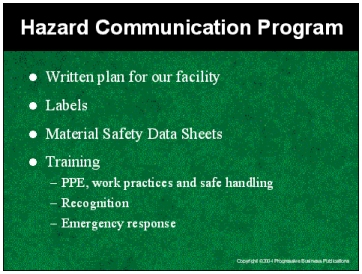 Hazard Communication Program
● Written plan for our facility
● Labels
● Material Safety Data Sheets
● Training
– PPE, work practices and safe handling
– Recognition
– Emergency response
Copyright ©2004 Progressive Business Publications